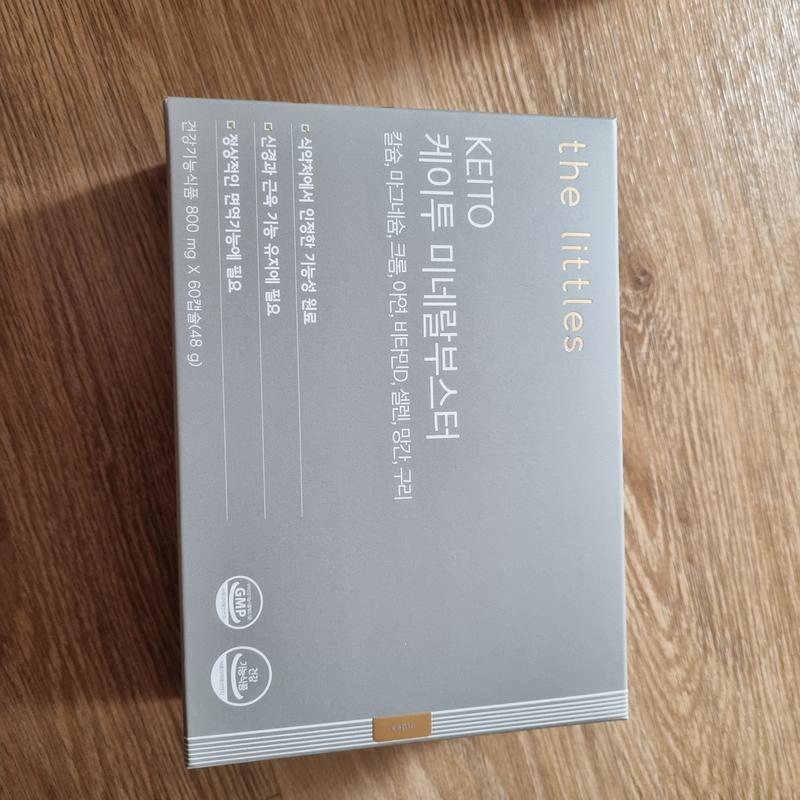 the littles
KEITO
케이투 미네랄부스터
칼슘, 마그네슘, 크롬, 아연, 비타민D, 셀렌, 망간, 구리
식약처에서 인정한 기능성 원료
신경과 근육 기능 유지에 필요
정상적인 면역기능에 필요
건강기능식품 800 mg X 60캡슐(48 g)
GMP
건강
기능식품